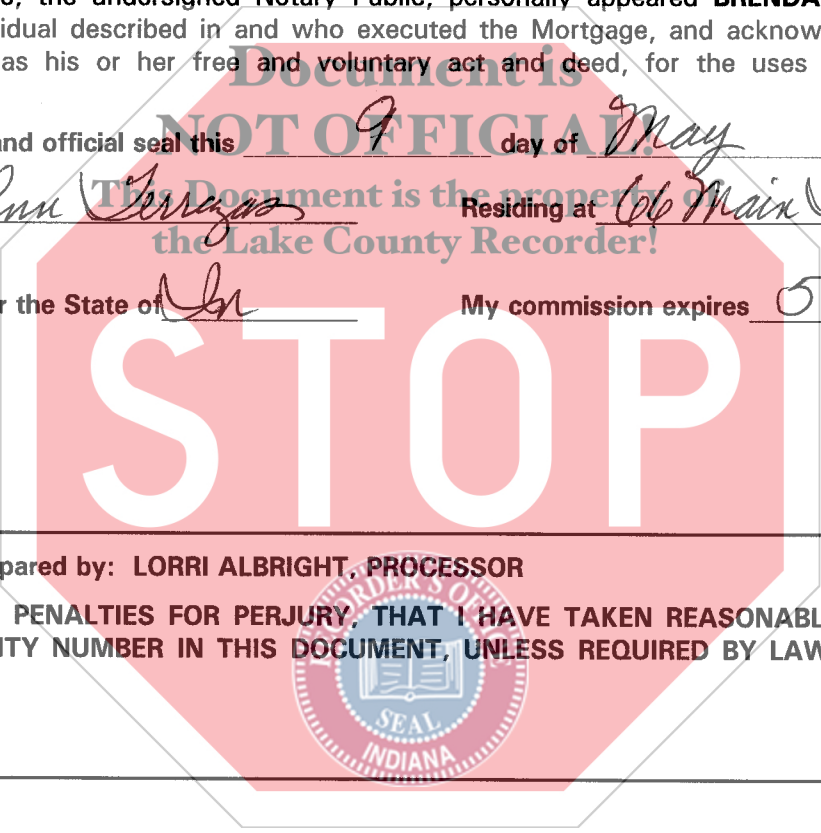 the undersigned Notary Public, personally appeared BRENDA
vidual described in and who executed the Mortgage, and acknow
as his or her free and voluntary act and deed, for the uses
Document is
and official seal this 9 day of May
NOT OFFICIAL!
This Document is the property of
nn Terrazas Residing at 66 Main
the Lake County Recorder!
r the State of In My commission expires 5
STOP
pared by: LORRI ALBRIGHT, PROCESSOR
PENALTIES FOR PERJURY, THAT I HAVE TAKEN REASONABL
ITY NUMBER IN THIS DOCUMENT, UNLESS REQUIRED BY LAW
RECORDER'S OFFICE
SEAL
INDIANA